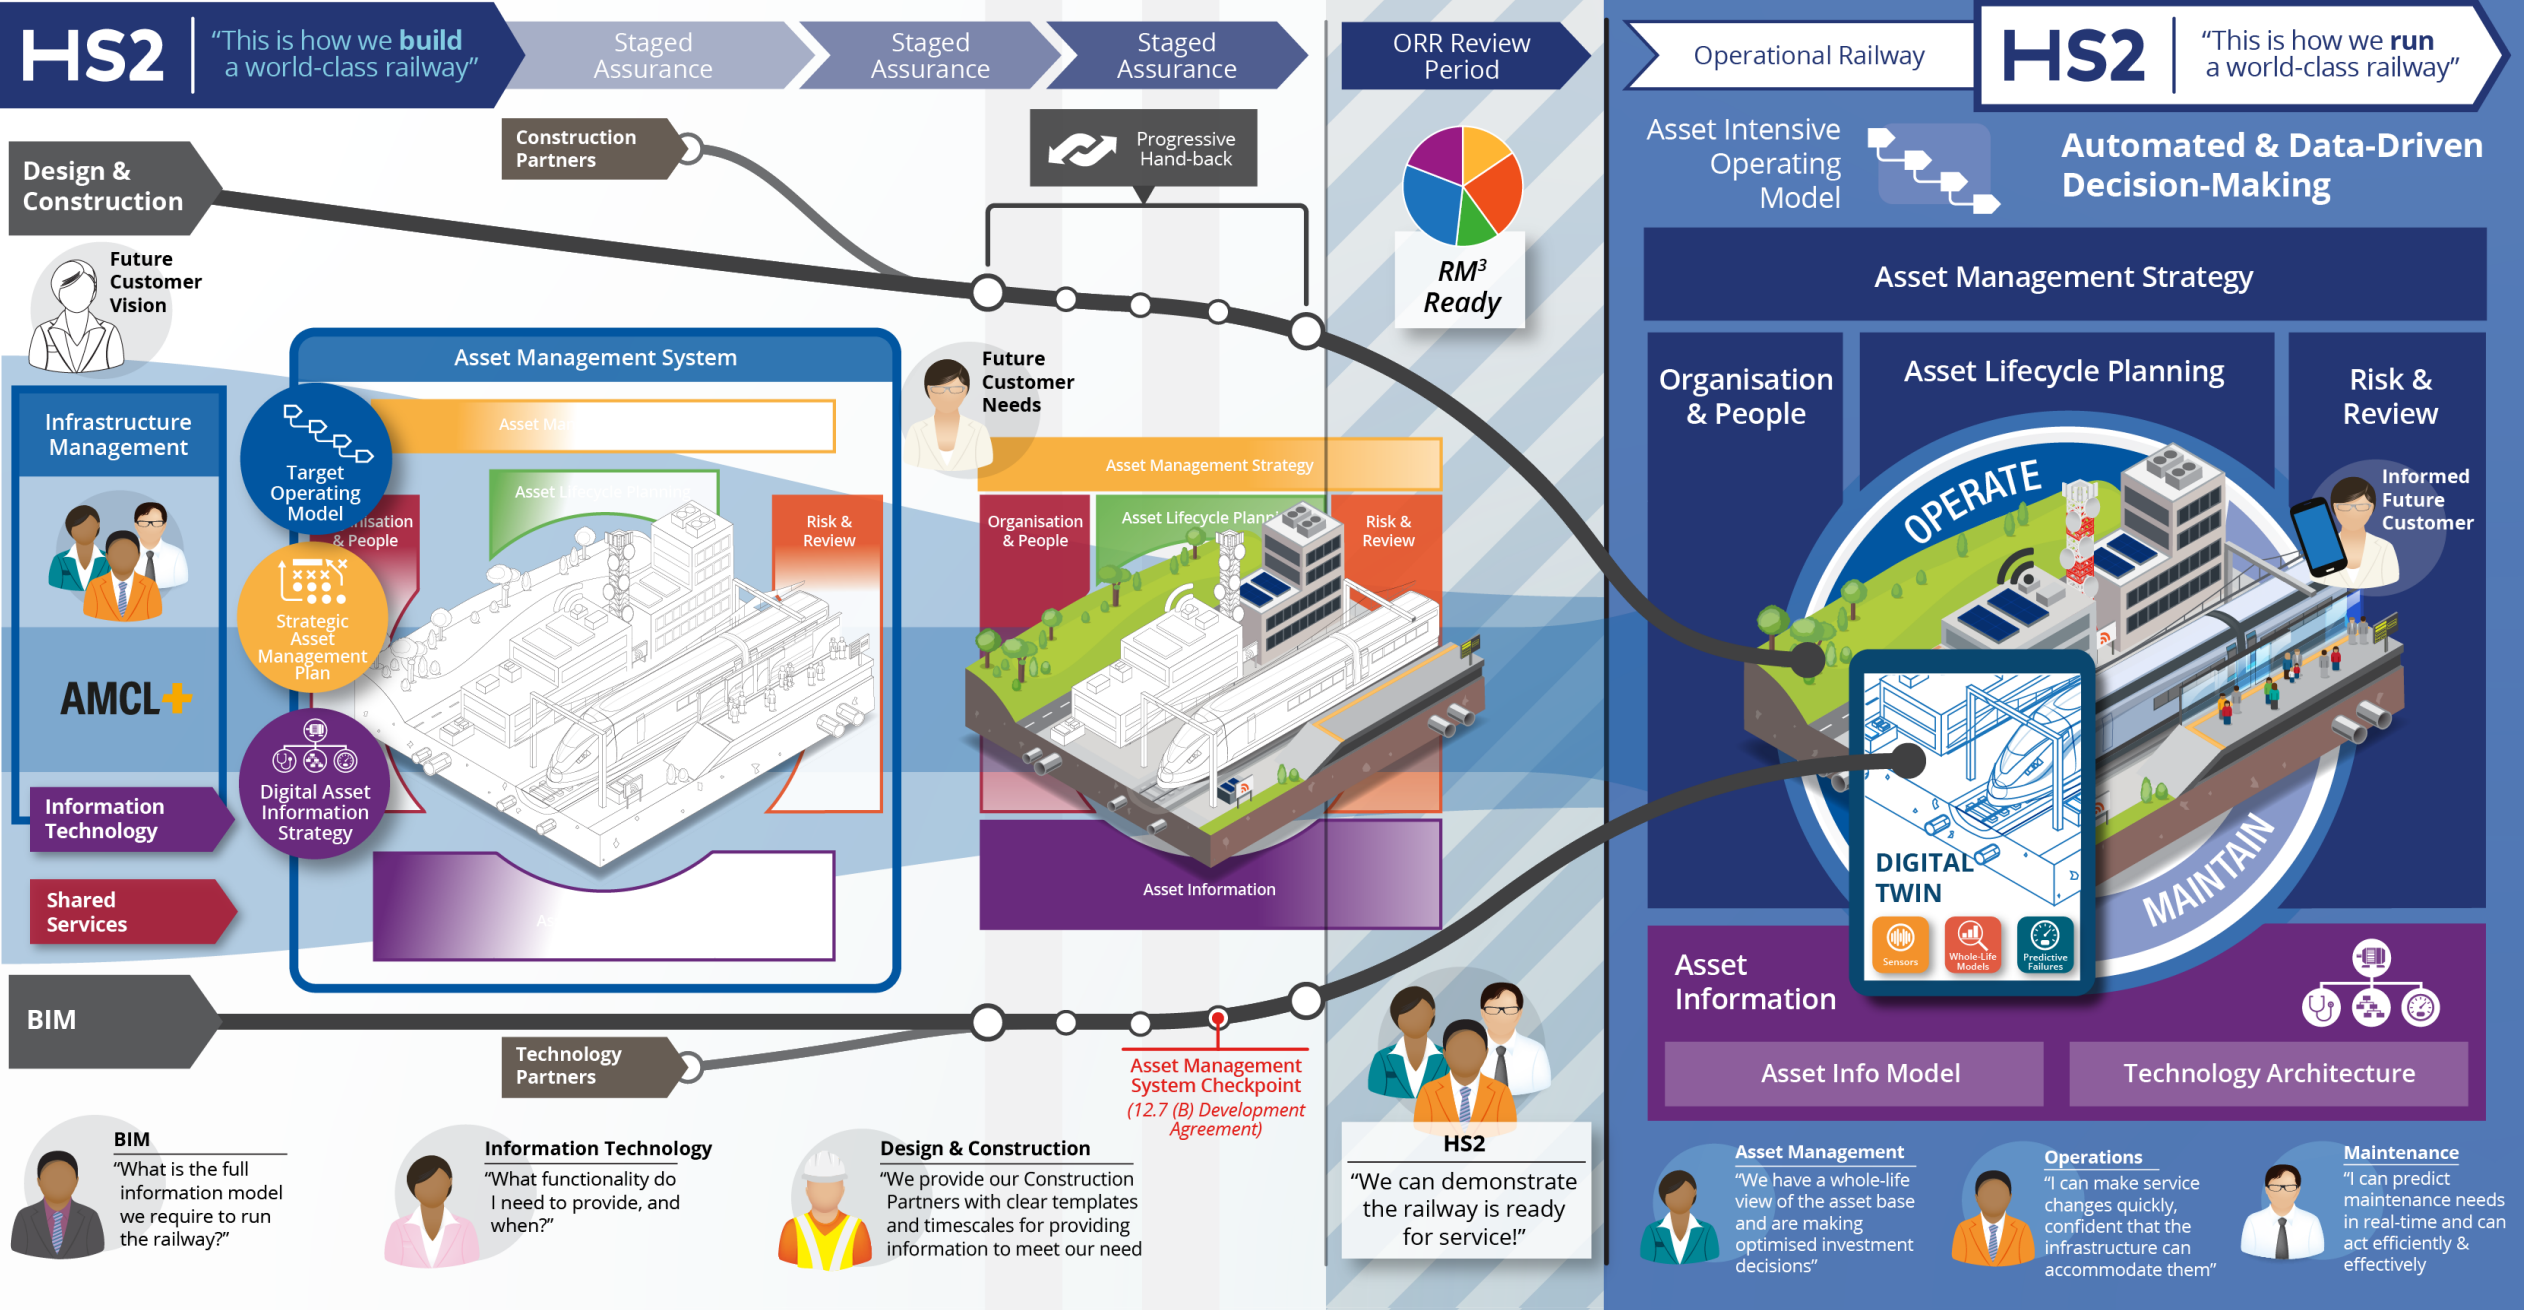 HS2
“This is how we build
a world-class railway”
Staged
Assurance
Staged
Assurance
Staged
Assurance
ORR Review
Period
Operational Railway
HS2
“This is how we run
a world-class railway”
Design &
Construction
Construction
Partners
Progressive
Hand-back
RM³
Ready
Asset Intensive
Operating
Model
Automated & Data-Driven
Decision-Making
Future
Customer
Vision
Infrastructure
Management
AMCL+
Information
Technology
Shared
Services
Target
Operating
Model
Strategic
Asset
Management
Plan
Digital Asset
Information
Strategy
Asset Management System
Asset Ma
Asset Lifecycle Planning
nisation
& People
Risk &
Review
As
Future
Customer
Needs
Asset Management Strategy
Organisation
& People
Asset Lifecycle Planni
Risk &
Review
Asset Information
Asset Management Strategy
Organisation
& People
Asset Lifecycle Planning
Risk &
Review
OPERATE
MAINTAIN
Informed
Future
Customer
DIGITAL
TWIN
Sensors
Whole-Life
Models
Predictive
Failures
Asset
Information
Asset Info Model
Technology Architecture
BIM
Technology
Partners
Asset Management
System Checkpoint
(12.7 (B) Development
Agreement)
BIM
“What is the full
information model
we require to run
the railway?”
Information Technology
“What functionality do
I need to provide, and
when?”
Design & Construction
“We provide our Construction
Partners with clear templates
and timescales for providing
information to meet our need
HS2
“We can demonstrate
the railway is ready
for service!”
Asset Management
“We have a whole-life
view of the asset base
and are making
optimised investment
decisions”
Operations
“I can make service
changes quickly,
confident that the
infrastructure can
accommodate them”
Maintenance
“I can predict
maintenance needs
in real-time and can
act efficiently &
effectively